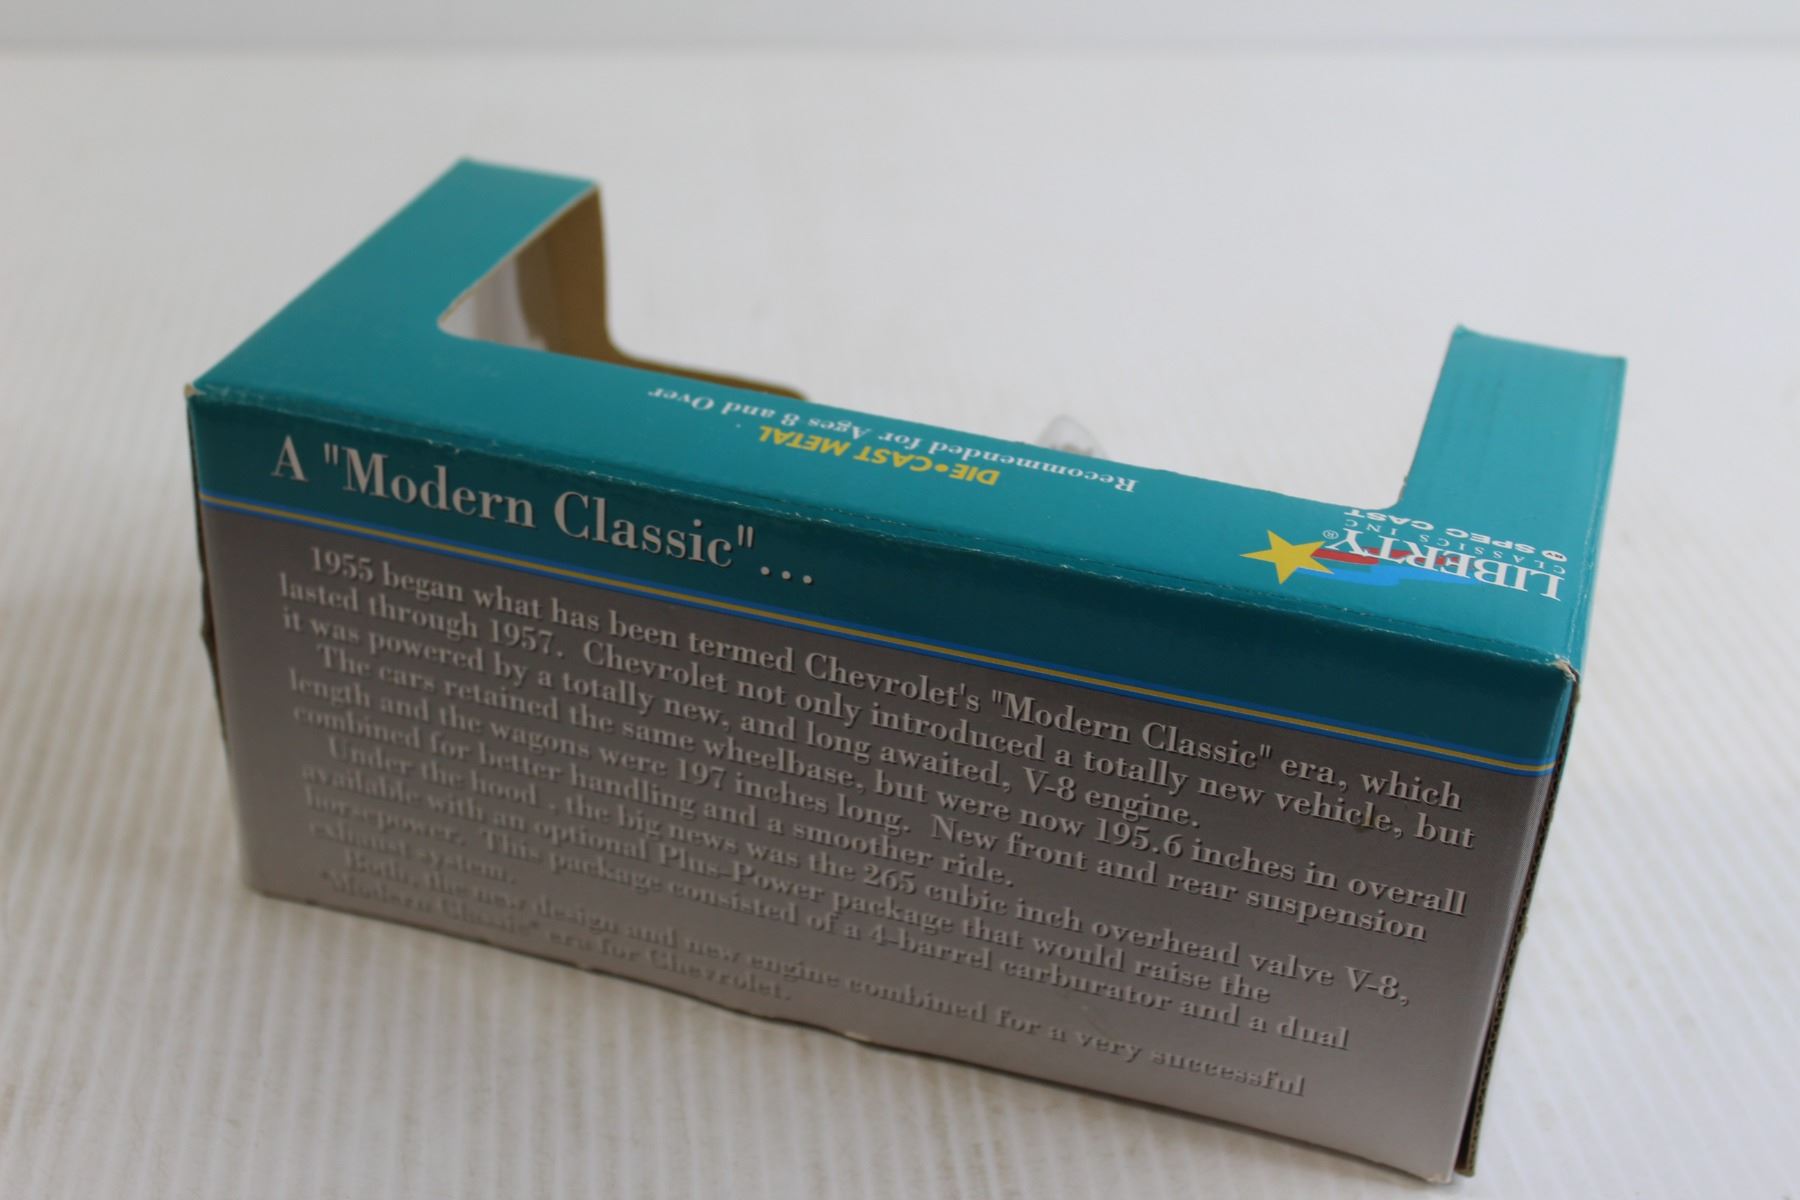 Recommended for Ages 8 and Over
DIE•CAST METAL
LIBERTY®
CLASSICS INC
BY SPEC CAST
A "Modern Classic"...
1955 began what has been termed Chevrolet's "Modern Classic" era, which
lasted through 1957. Chevrolet not only introduced a totally new vehicle, but
it was powered by a totally new, and long awaited, V-8 engine.
The cars retained the same wheelbase, but were now 195.6 inches in overall
length and the wagons were 197 inches long. New front and rear suspension
combined for better handling and a smoother ride.
Under the hood , the big news was the 265 cubic inch overhead valve V-8,
available with an optional Plus-Power package that would raise the
horsepower. This package consisted of a 4-barrel carburator and a dual
exhaust system.
Both, the new design and new engine combined for a very successful
"Modern Classic" era for Chevrolet.